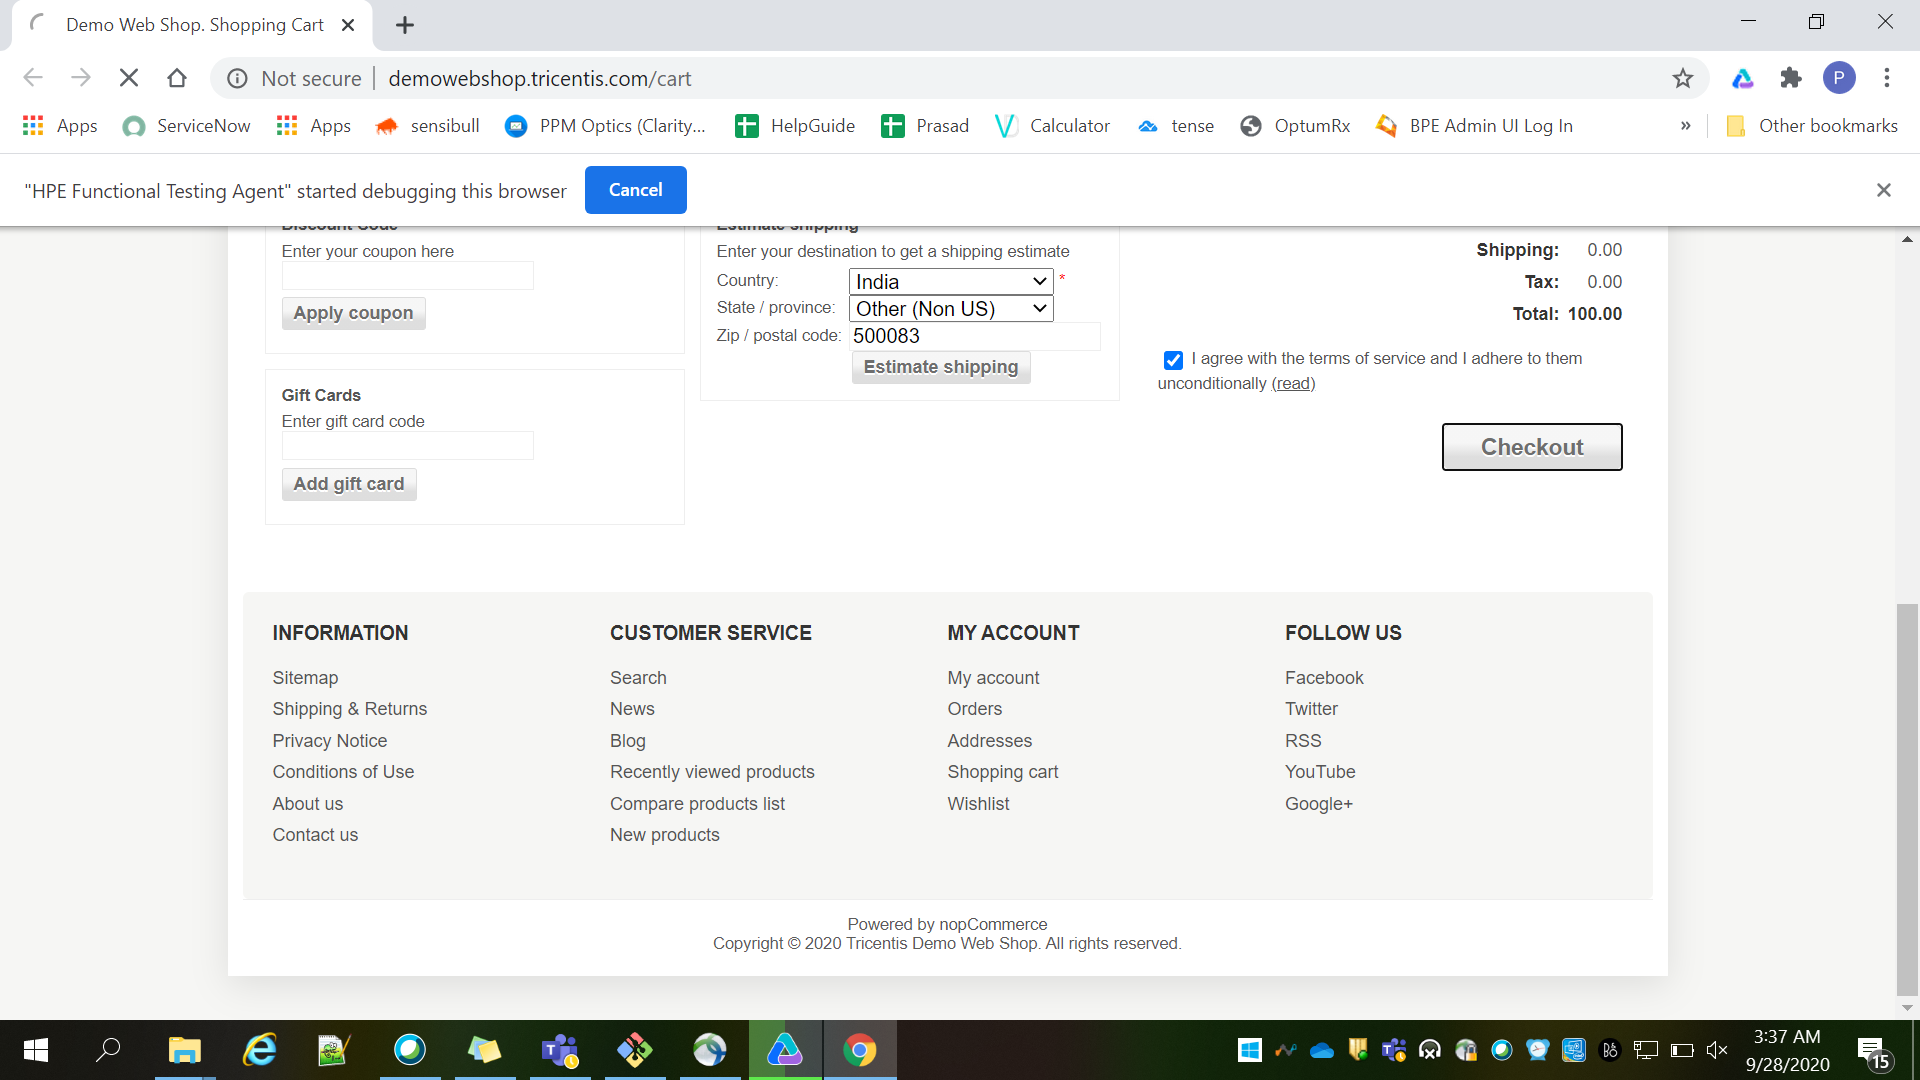 Demo Web Shop. Shopping Cart
Not secure
demowebshop.tricentis.com/cart
P
Apps
ServiceNow
Apps
sensibull
PPM Optics (Clarity...
HelpGuide
Prasad
Calculator
tense
OptumRx
BPE Admin UI Log In
»
Other bookmarks
"HPE Functional Testing Agent" started debugging this browser
Cancel
Discount Code
Enter your coupon here
Apply coupon
Gift Cards
Enter gift card code
Add gift card
Estimate shipping
Enter your destination to get a shipping estimate
Country: India *
State / province: Other (Non US)
Zip / postal code: 500083
Estimate shipping
Shipping: 0.00
Tax: 0.00
Total: 100.00
I agree with the terms of service and I adhere to them
unconditionally (read)
Checkout
INFORMATION
Sitemap
Shipping & Returns
Privacy Notice
Conditions of Use
About us
Contact us
CUSTOMER SERVICE
Search
News
Blog
Recently viewed products
Compare products list
New products
MY ACCOUNT
My account
Orders
Addresses
Shopping cart
Wishlist
FOLLOW US
Facebook
Twitter
RSS
YouTube
Google+
Powered by nopCommerce
Copyright © 2020 Tricentis Demo Web Shop. All rights reserved.
3:37 AM
9/28/2020
15